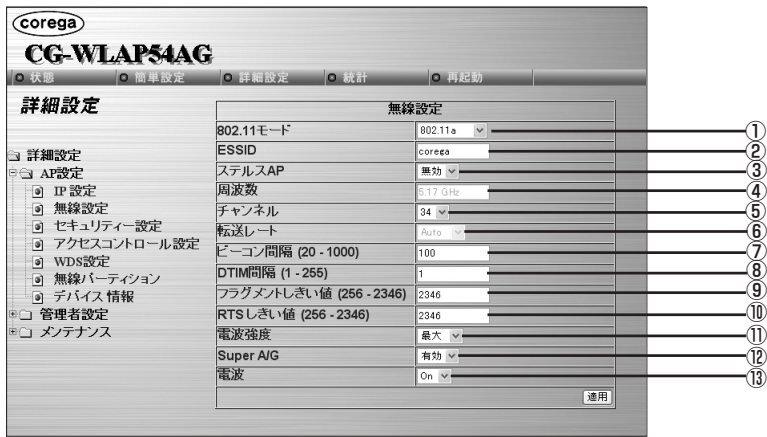 corega
CG-WLAP54AG
状態 簡単設定 詳細設定 統計 再起動
詳細設定
詳細設定
AP設定
IP 設定
無線設定
セキュリティー設定
アクセスコントロール設定
WDS設定
無線パーティション
デバイス 情報
管理者設定
メンテナンス
無線設定
802.11モード 802.11a ①
ESSID corega ②
ステルスAP 無効 ③
周波数 5.17 GHz ④
チャンネル 34 ⑤
転送レート Auto ⑥
ビーコン間隔 (20 - 1000) 100 ⑦
DTIM間隔 (1 - 255) 1 ⑧
フラグメントしきい値 (256 - 2346) 2346 ⑨
RTSしきい値 (256 - 2346) 2346 ⑩
電波強度 最大 ⑪
Super A/G 有効 ⑫
電波 On ⑬
適用